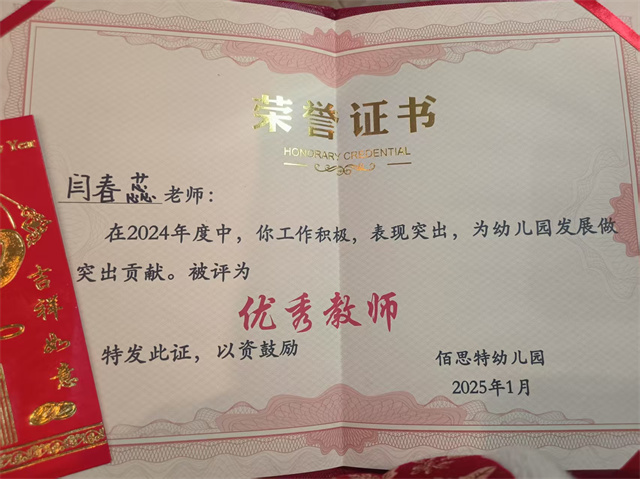 荣誉证书
HONORARY CREDENTIAL
闫春蕊老师：
在2024年度中，你工作积极，表现突出，为幼儿园发展做
突出贡献。被评为
优秀教师
特发此证，以资鼓励
佰思特幼儿园
2025年1月
Year
吉祥如意